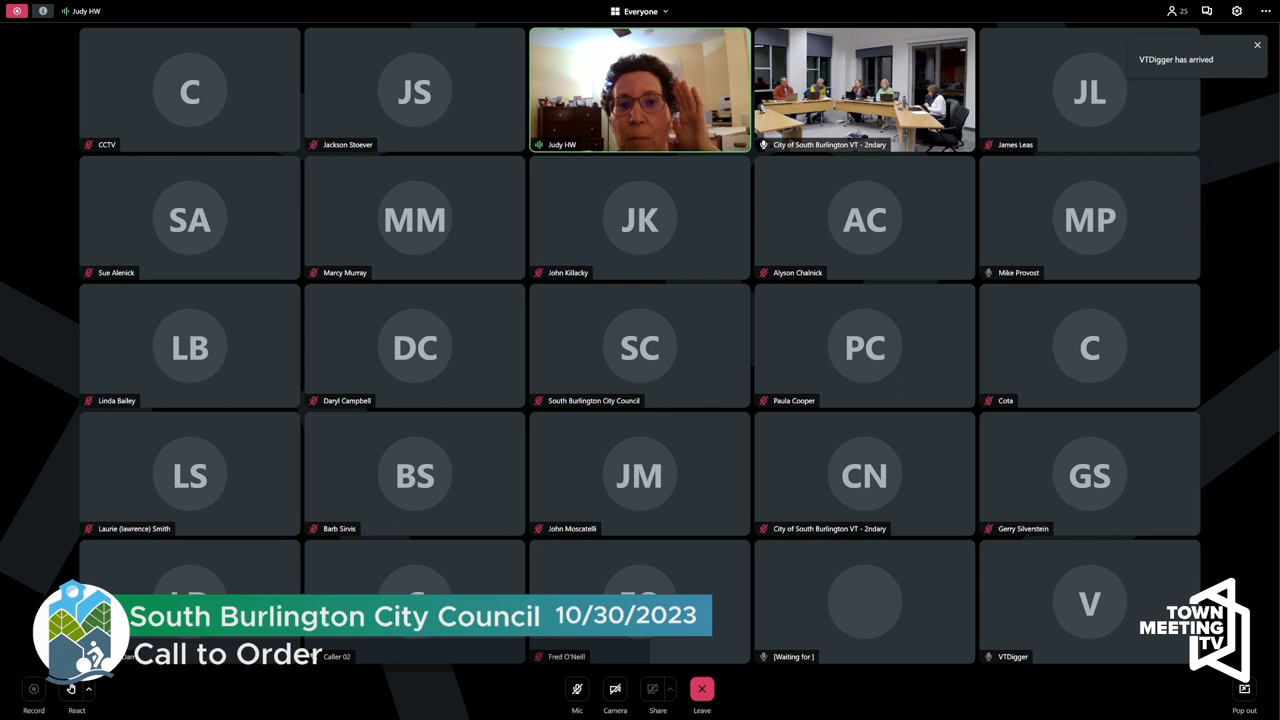 Judy HW
Everyone
25
VTDigger has arrived
C
CCTV
JS
Jackson Stoever
Judy HW
City of South Burlington VT - 2ndary
JL
James Leas
SA
Sue Alenick
MM
Marcy Murray
JK
John Killacky
AC
Alyson Chalnick
MP
Mike Provost
LB
Linda Bailey
DC
Daryl Campbell
SC
South Burlington City Council
PC
Paula Cooper
C
Cota
LS
Laurie (lawrence) Smith
BS
Barb Sirvis
JM
John Moscatelli
CN
City of South Burlington VT - 2ndary
GS
Gerry Silverstein
South Burlington City Council 10/30/2023
Call to Order
Caller 02
Fred O'Neill
[Waiting for ]
V
VTDigger
TOWN
MEETING
TV
Record
React
Mic
Camera
Share
Leave
Pop out